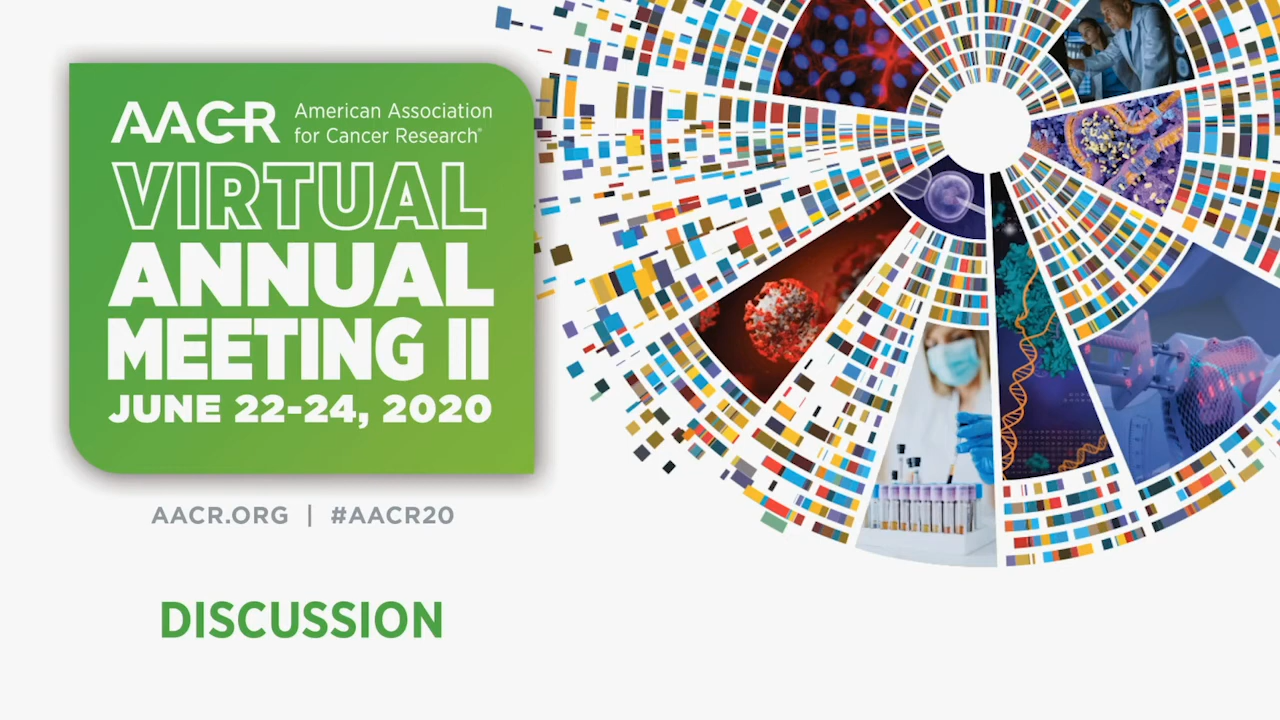 AACR American Association
for Cancer Research®
VIRTUAL
ANNUAL
MEETING II
JUNE 22-24, 2020
AACR.ORG | #AACR20
DISCUSSION